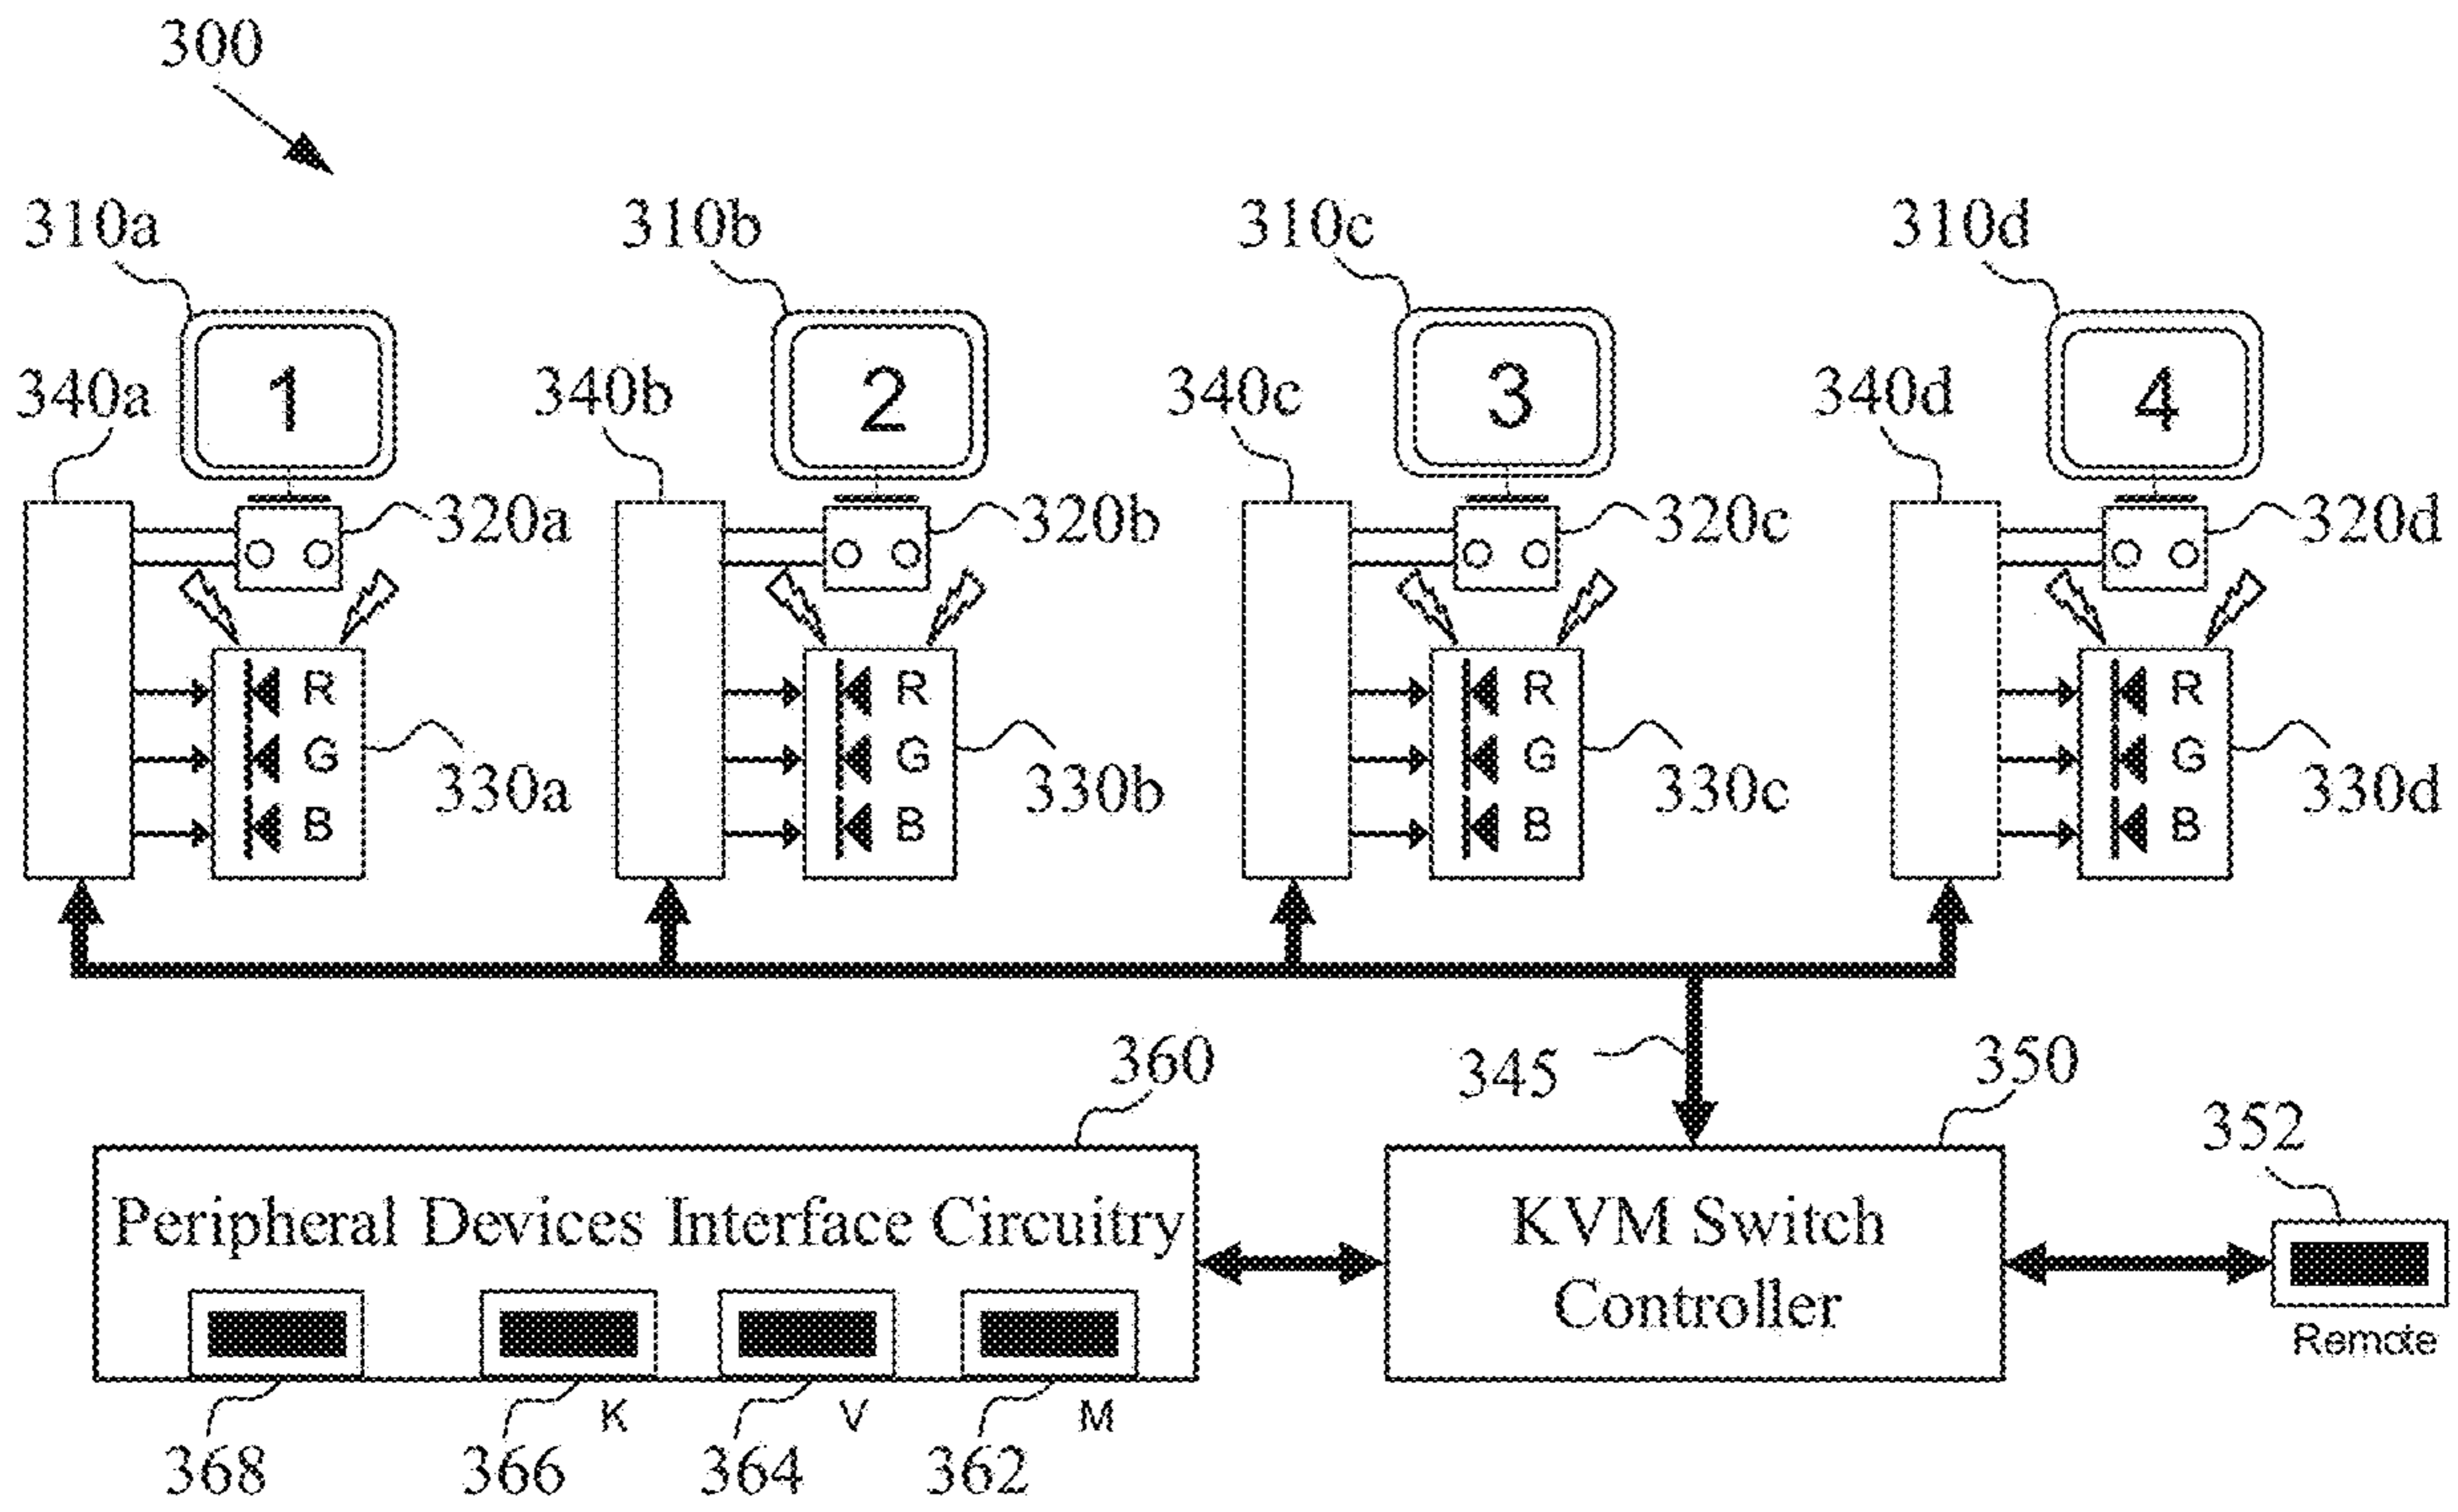 300
310a 310b 310c 310d
1 2 3 4
340a 340b 340c 340d
320a 320b 320c 320d
R R R R
G G G G
330a 330b 330c 330d
B B B B
360 345 350
352
Peripheral Devices Interface Circuitry
KVM Switch
Controller
Remote
K V M
368 366 364 362